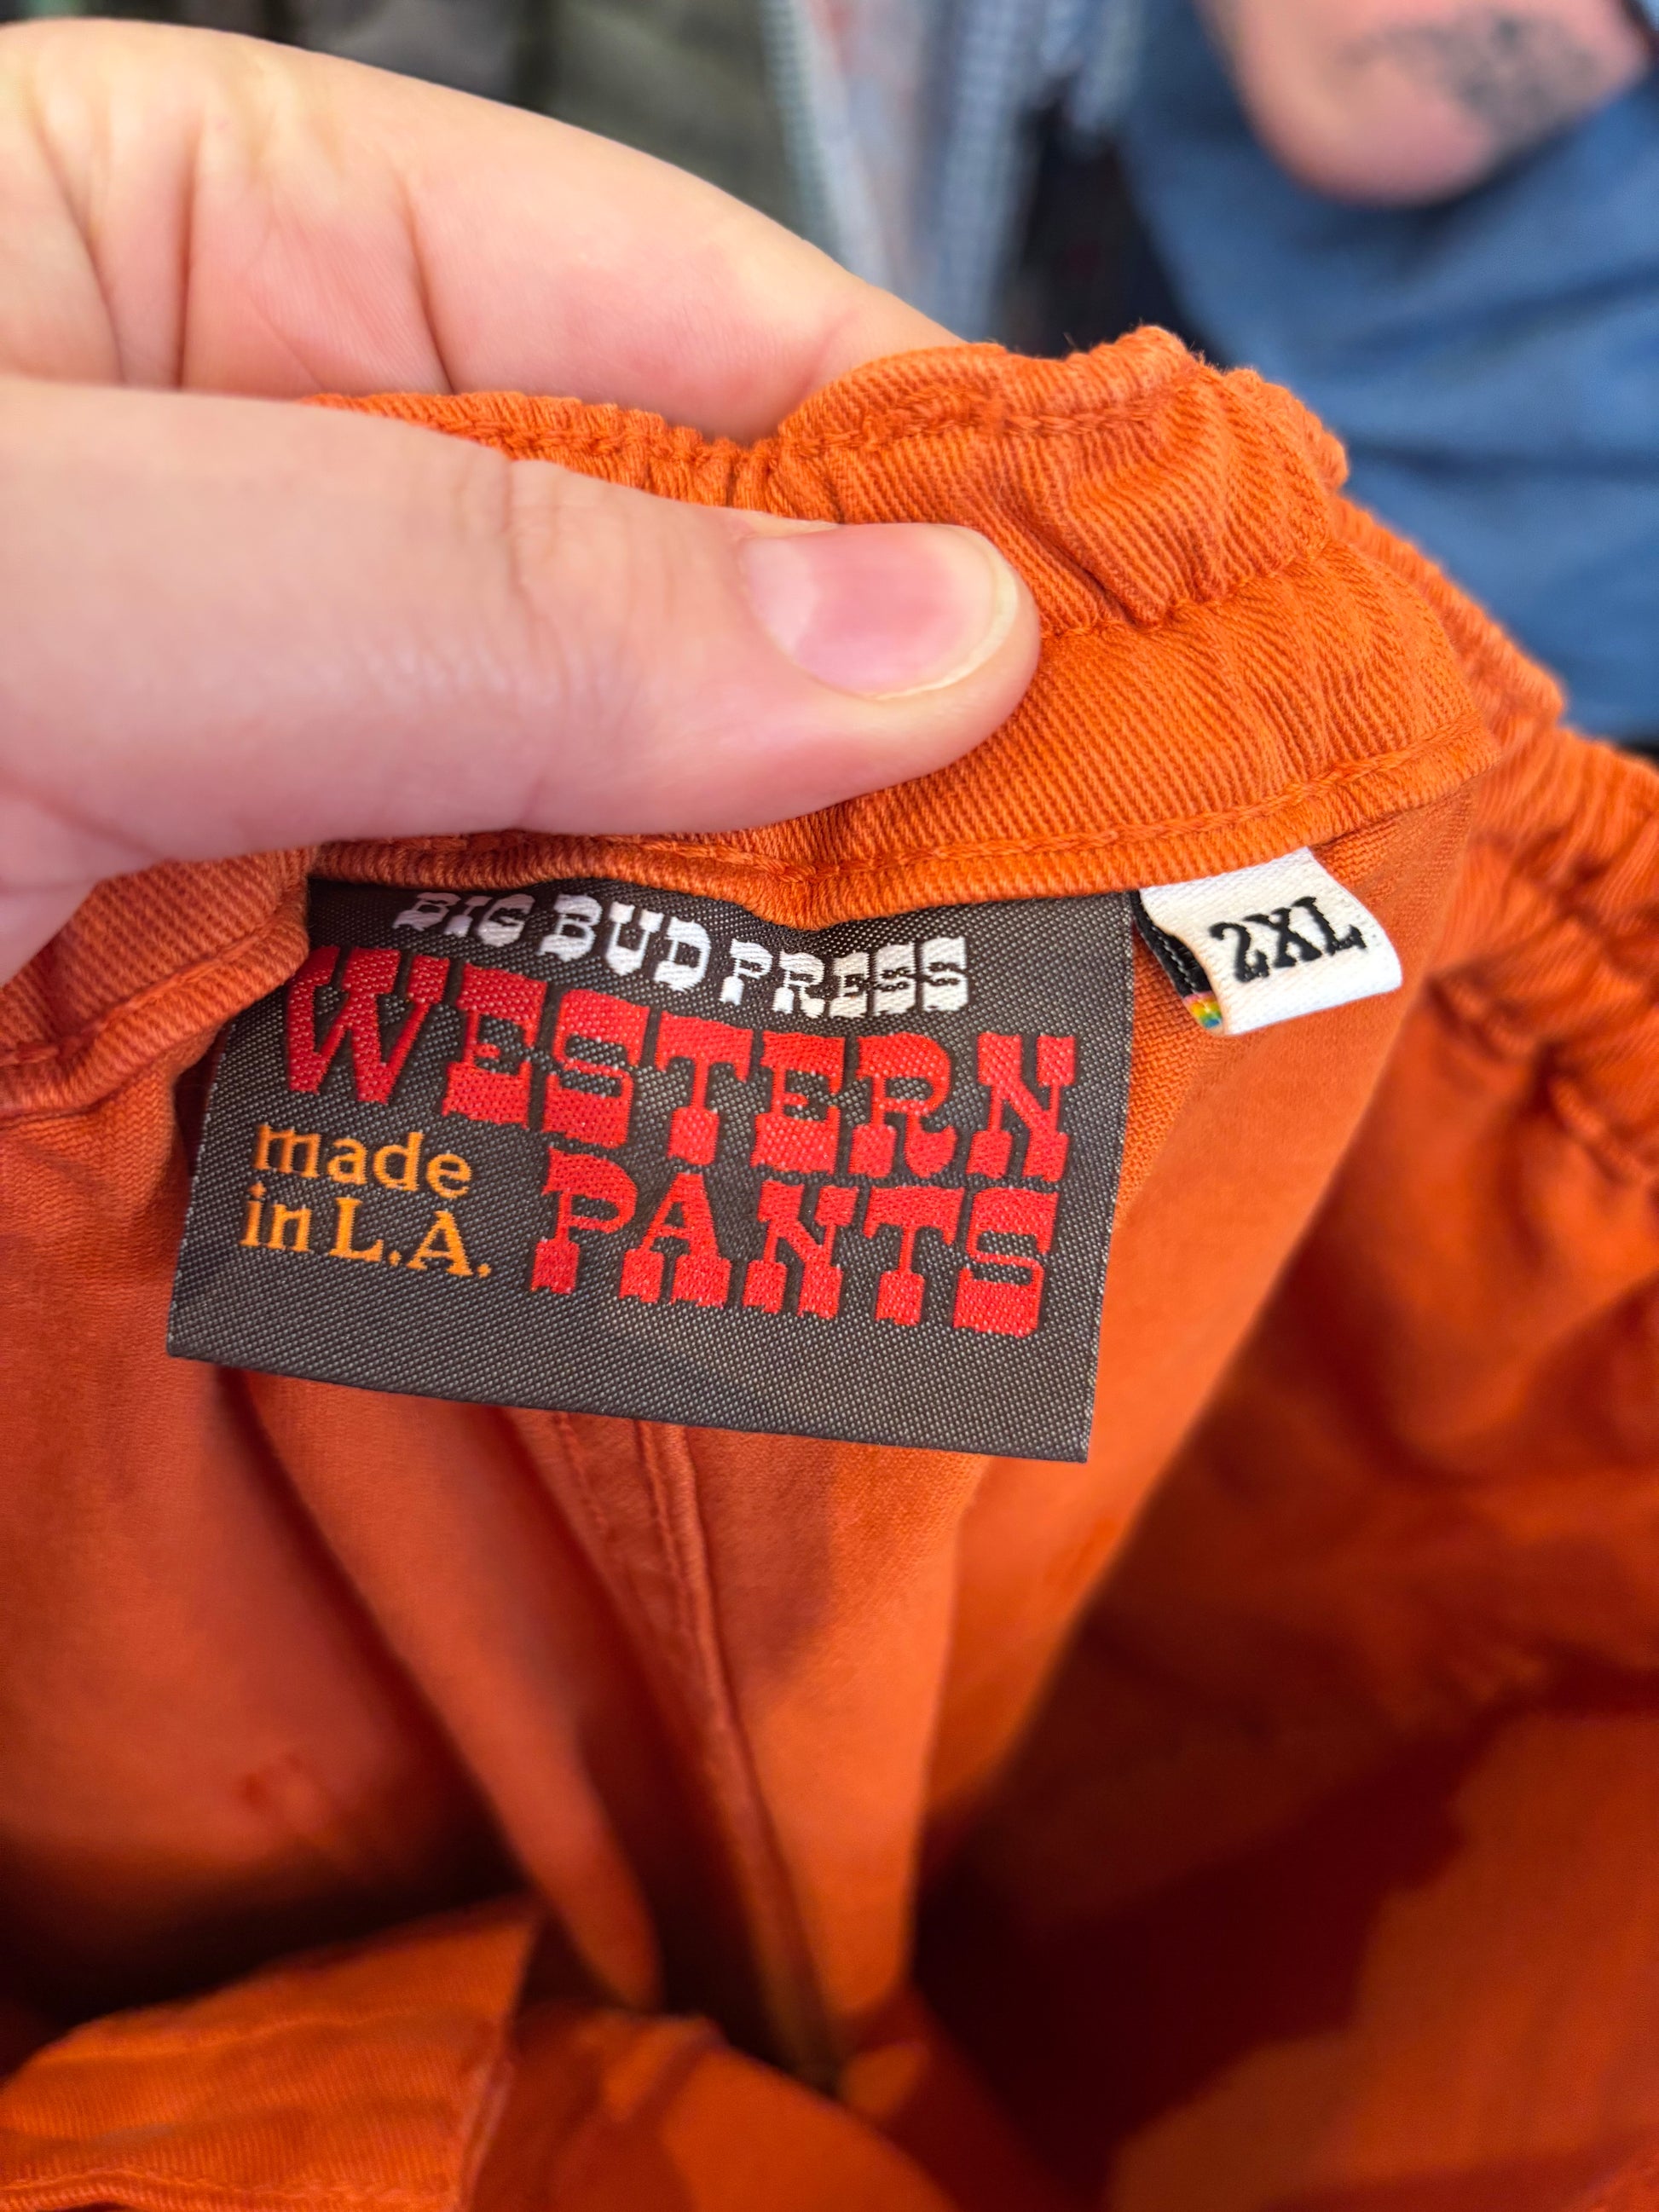 BIG BUD PRESS
WESTERN
PANTS
made
in L.A.
2XL